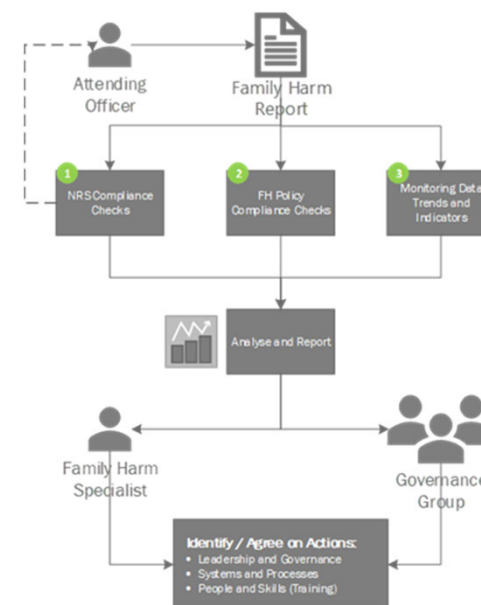 Attending
Officer
Family Harm
Report
1
NRS Compliance
Checks
2
FH Policy
Compliance Checks
3
Monitoring Data
Trends and
Indicators
Analyse and Report
Family Harm
Specialist
Governance
Group
Identify / Agree on Actions:
• Leadership and Governance
• Systems and Processes
• People and Skills (Training)